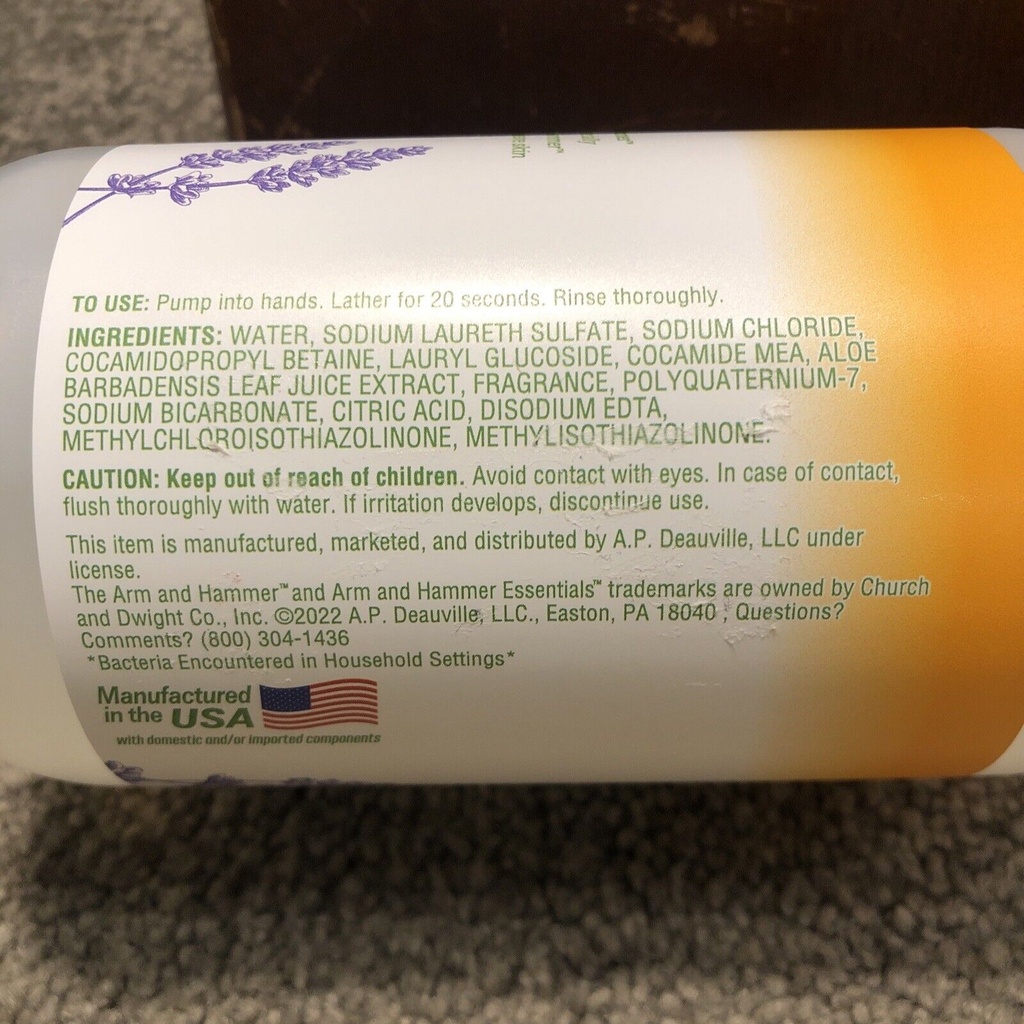 TO USE: Pump into hands. Lather for 20 seconds. Rinse thoroughly.
INGREDIENTS: WATER, SODIUM LAURETH SULFATE, SODIUM CHLORIDE,
COCAMIDOPROPYL BETAINE, LAURYL GLUCOSIDE, COCAMIDE MEA, ALOE
BARBADENSIS LEAF JUICE EXTRACT, FRAGRANCE, POLYQUATERNIUM-7,
SODIUM BICARBONATE, CITRIC ACID, DISODIUM EDTA,
METHYLCHLOROISOTHIAZOLINONE, METHYLISOTHIAZOLINONE.
CAUTION: Keep out of reach of children. Avoid contact with eyes. In case of contact,
flush thoroughly with water. If irritation develops, discontinue use.
This item is manufactured, marketed, and distributed by A.P. Deauville, LLC under
license.
The Arm and Hammer™ and Arm and Hammer Essentials™ trademarks are owned by Church
and Dwight Co., Inc. ©2022 A.P. Deauville, LLC., Easton, PA 18040 , Questions?
Comments? (800) 304-1436
*Bacteria Encountered in Household Settings*
Manufactured
in the USA
with domestic and/or imported components